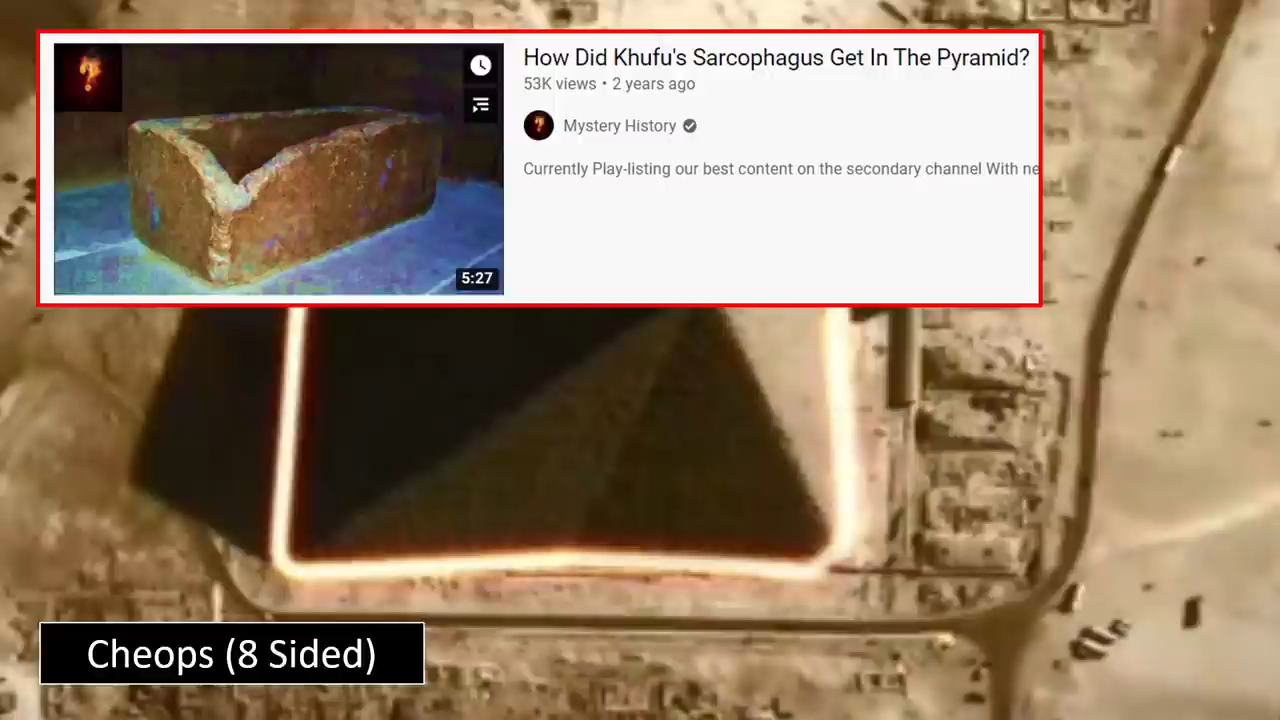 How Did Khufu's Sarcophagus Get In The Pyramid?
53K views • 2 years ago
Mystery History
Currently Play-listing our best content on the secondary channel With ne
5:27
Cheops (8 Sided)